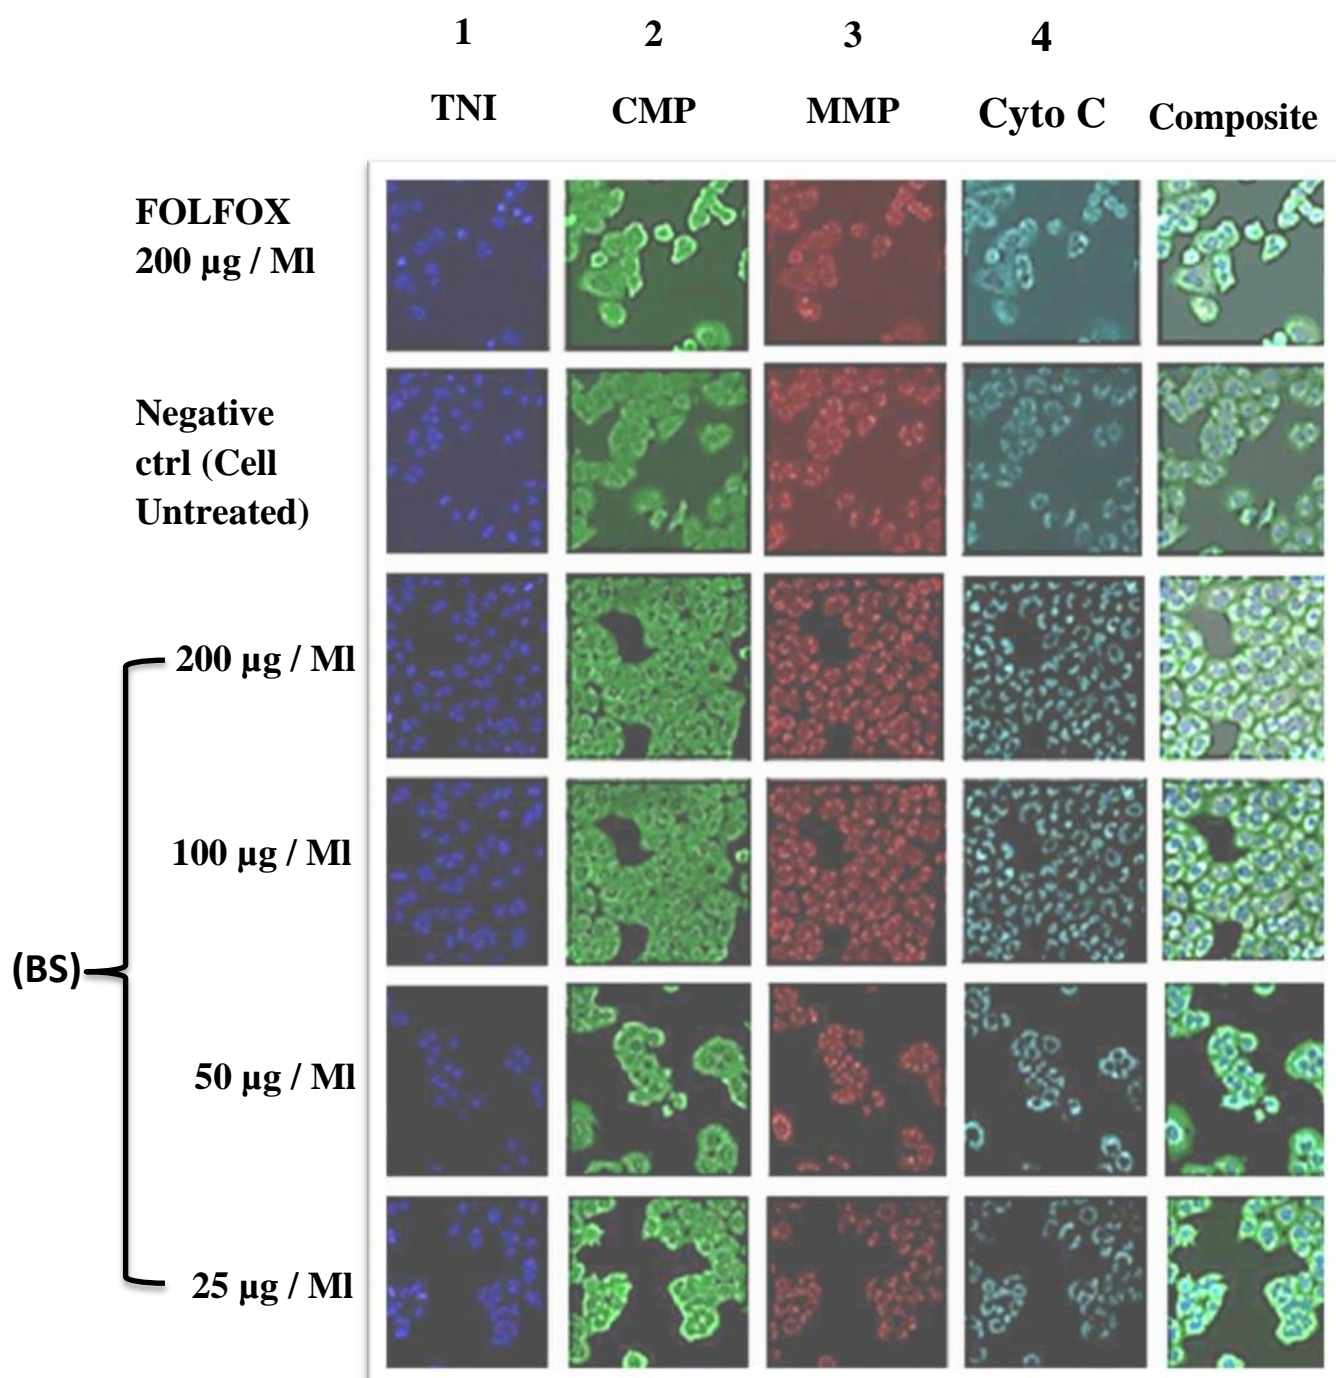 1 2 3 4
TNI CMP MMP Cyto C Composite
FOLFOX
200 µg / Ml
Negative
ctrl (Cell
Untreated)
200 µg / Ml
100 µg / Ml
(BS)
50 µg / Ml
25 µg / Ml